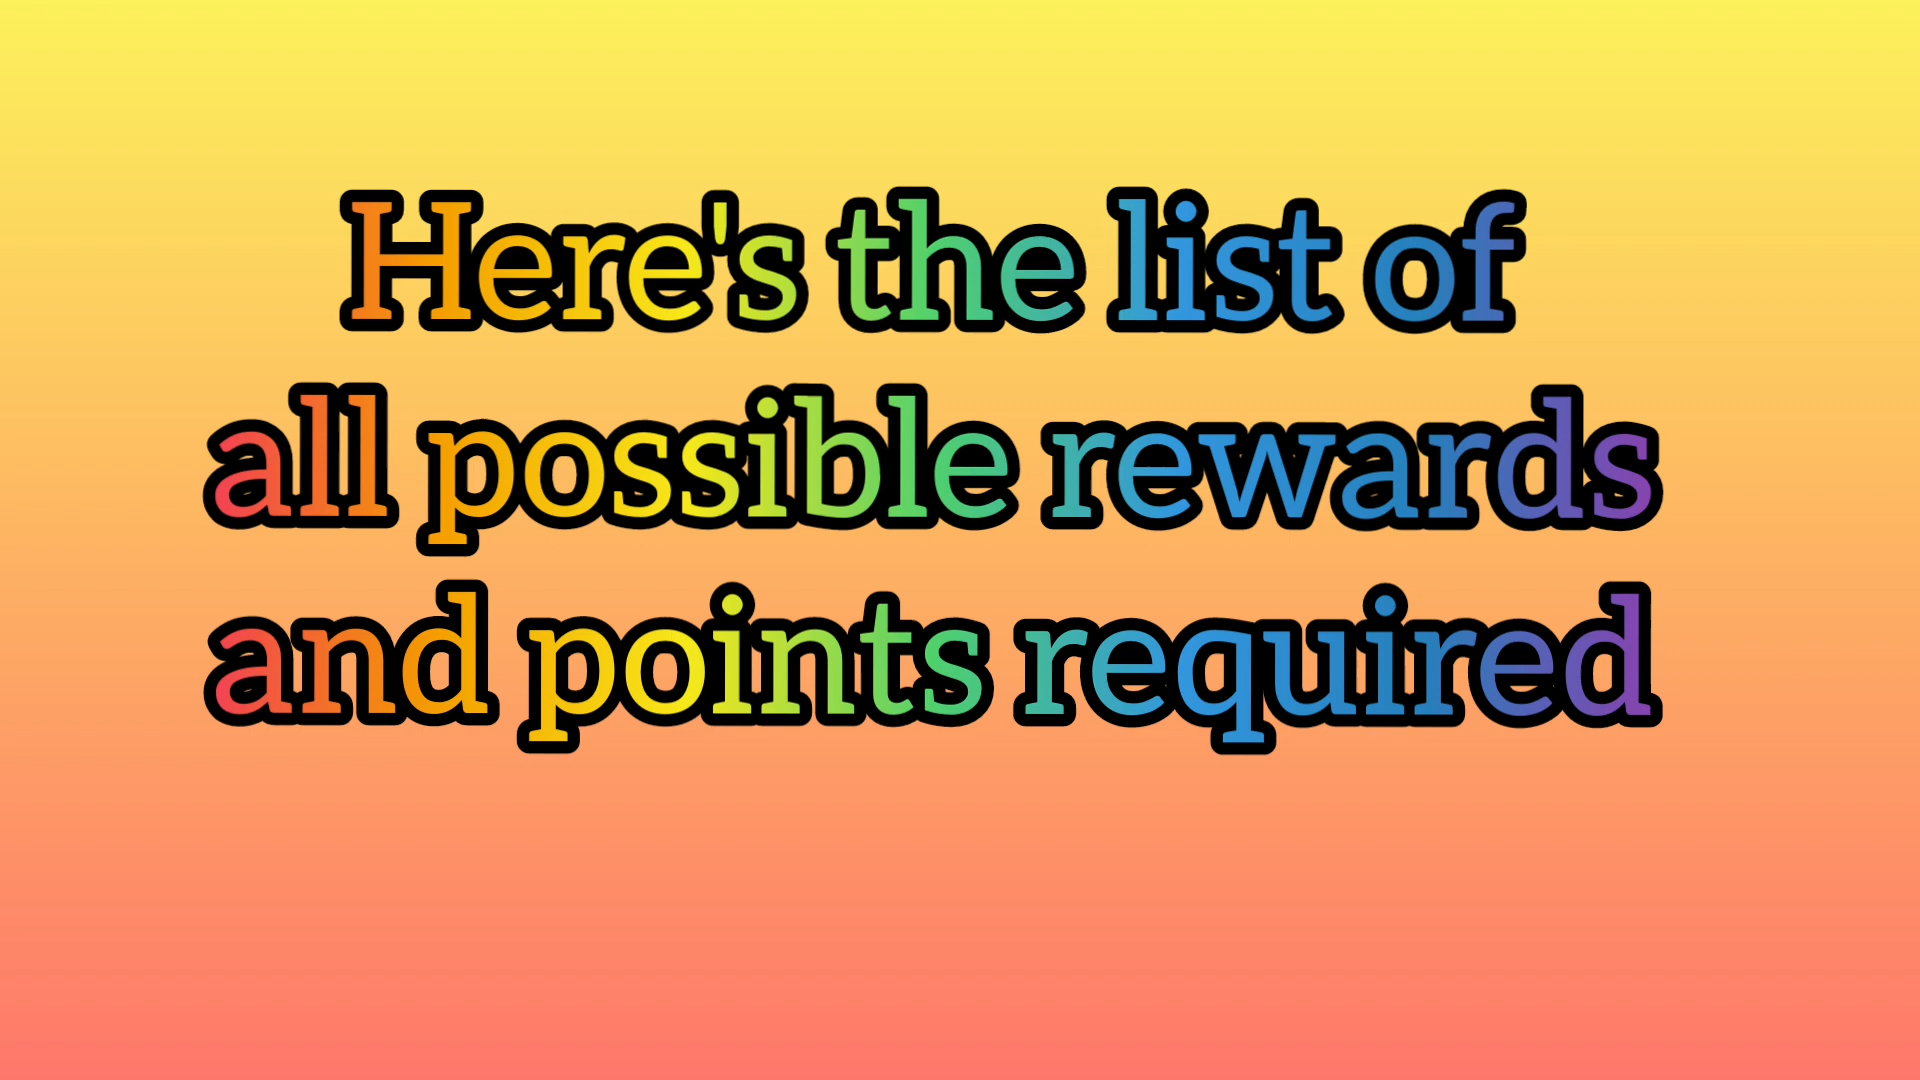 Here's the list of
all possible rewards
and points required